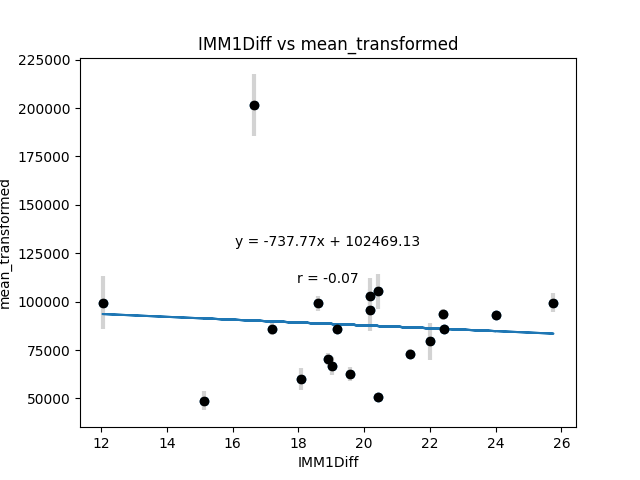 IMM1Diff vs mean_transformed
225000
200000
175000
150000
125000
100000
75000
50000
mean_transformed
y = -737.77x + 102469.13
r = -0.07
12 14 16 18 20 22 24 26
IMM1Diff